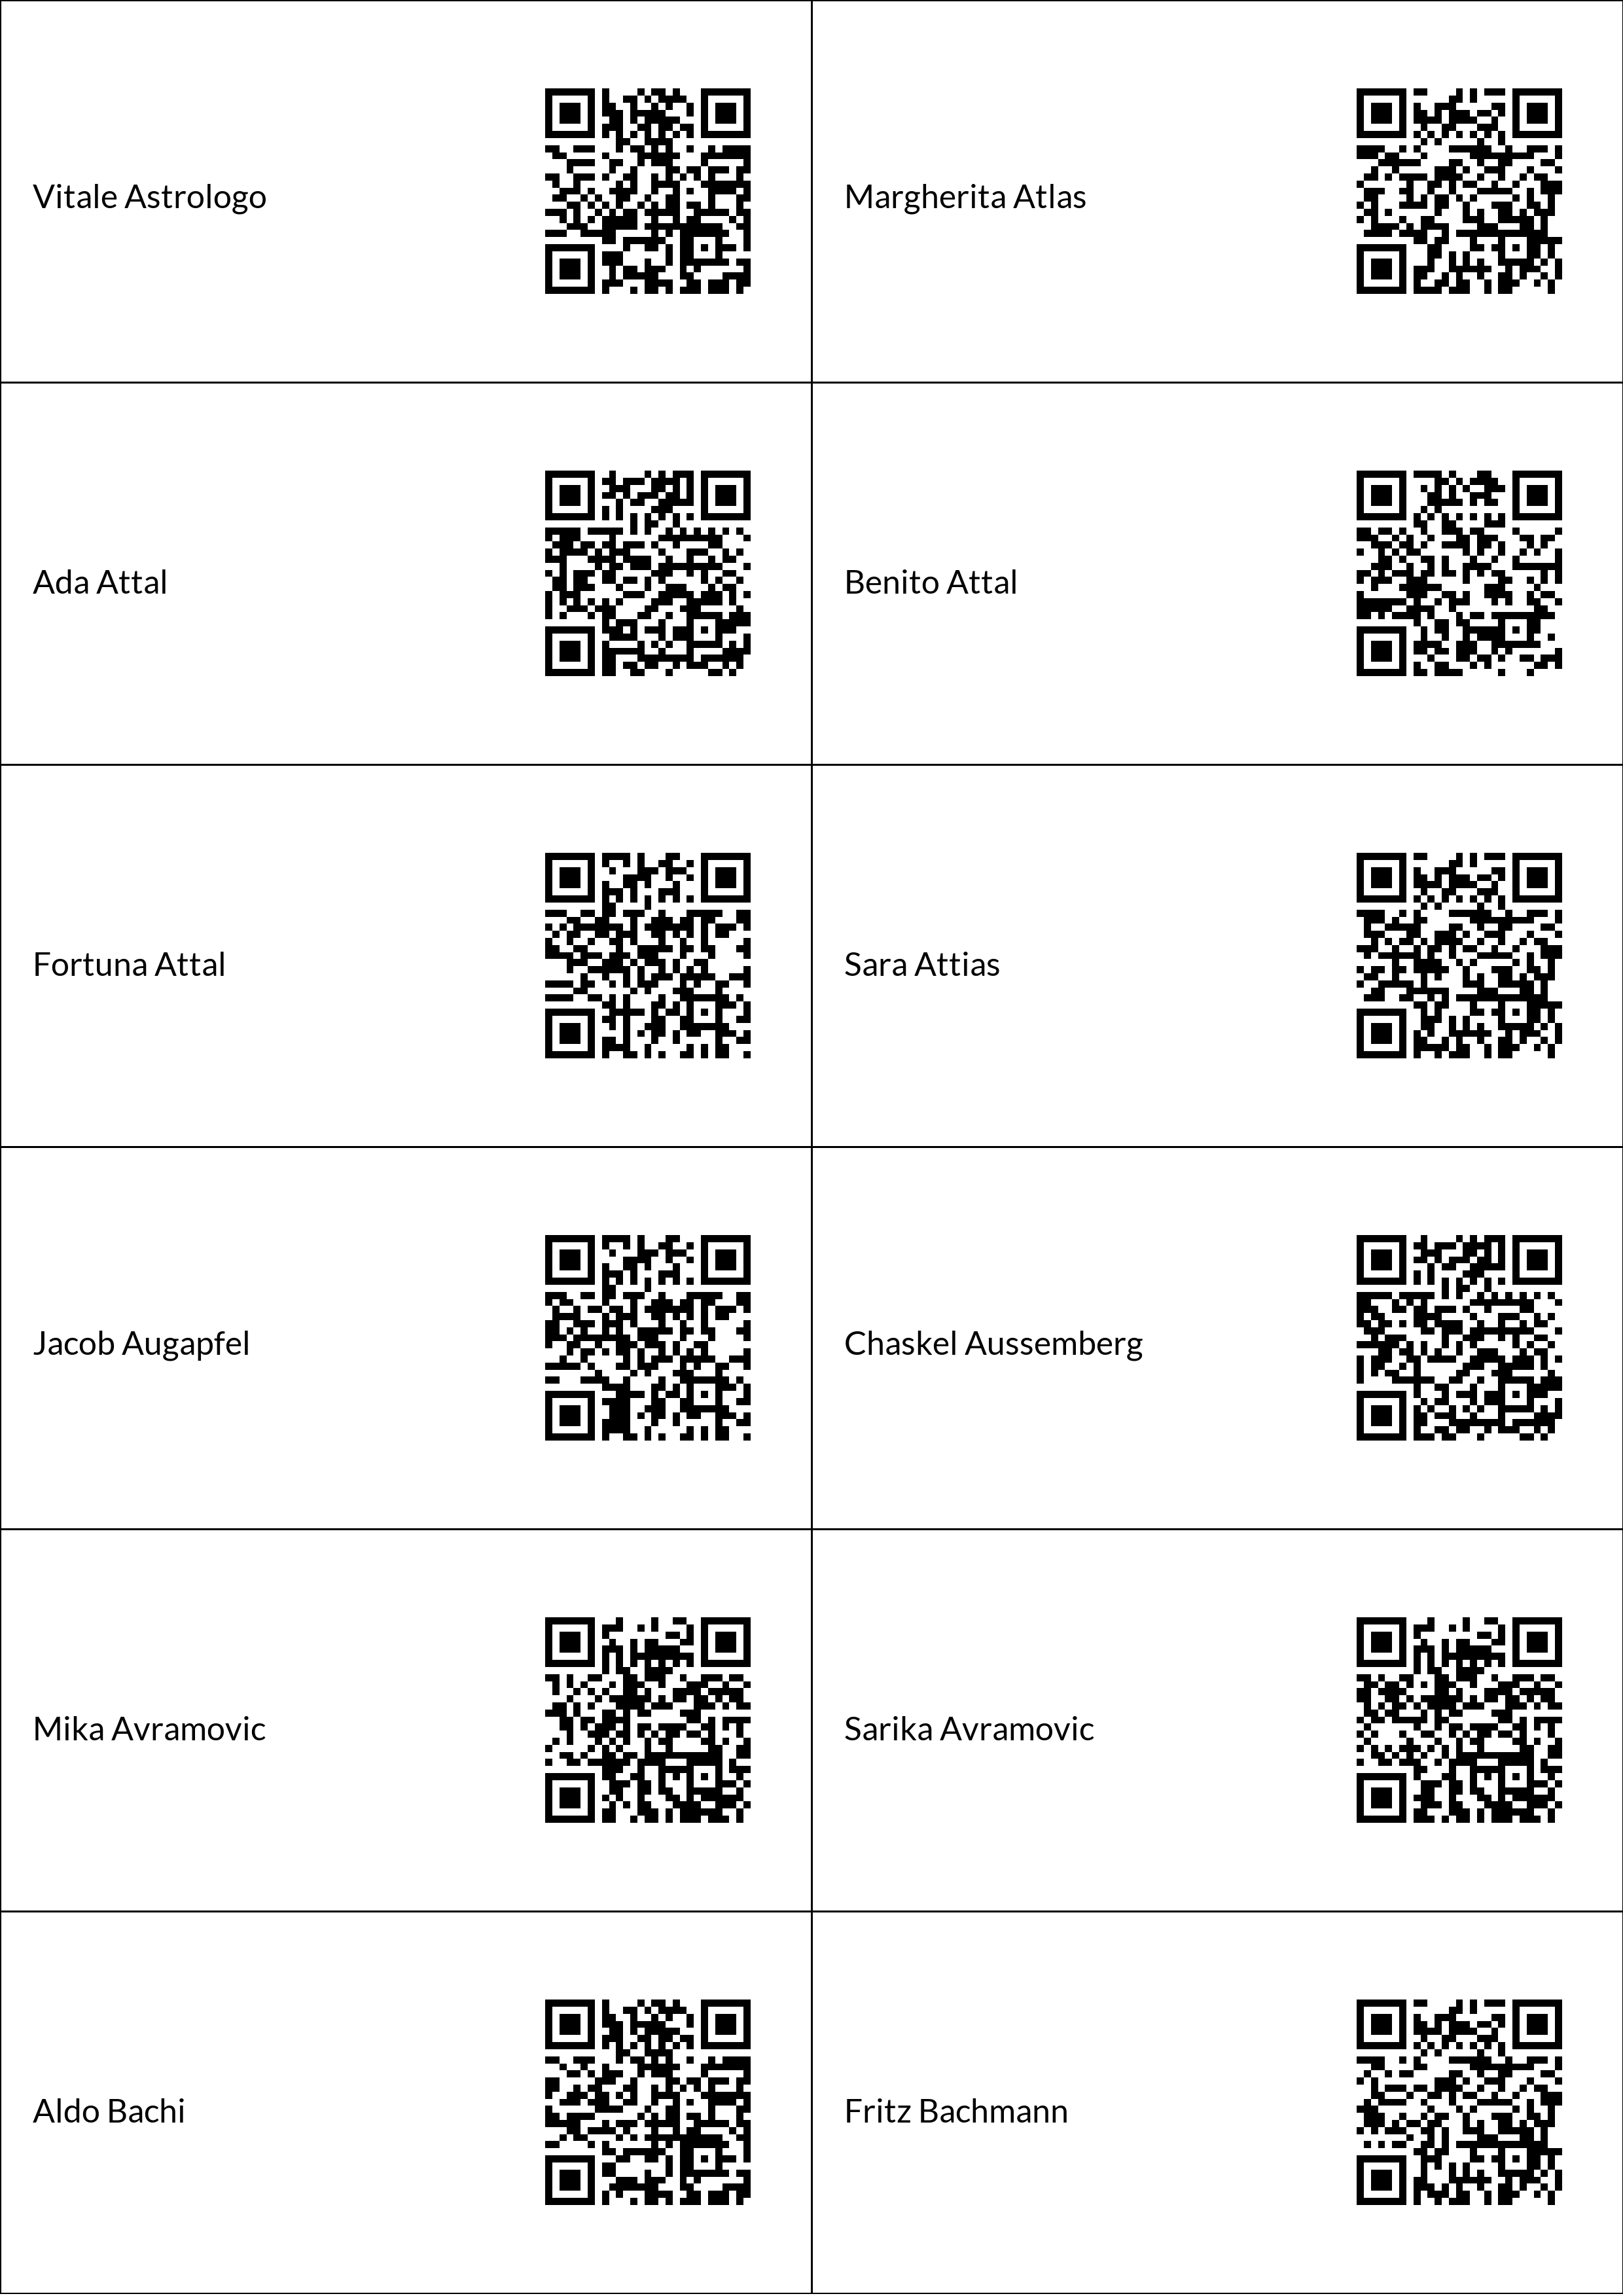 Vitale Astrologo
Margherita Atlas
Ada Attal
Benito Attal
Fortuna Attal
Sara Attias
Jacob Augapfel
Chaskel Aussemberg
Mika Avramovic
Sarika Avramovic
Aldo Bachi
Fritz Bachmann